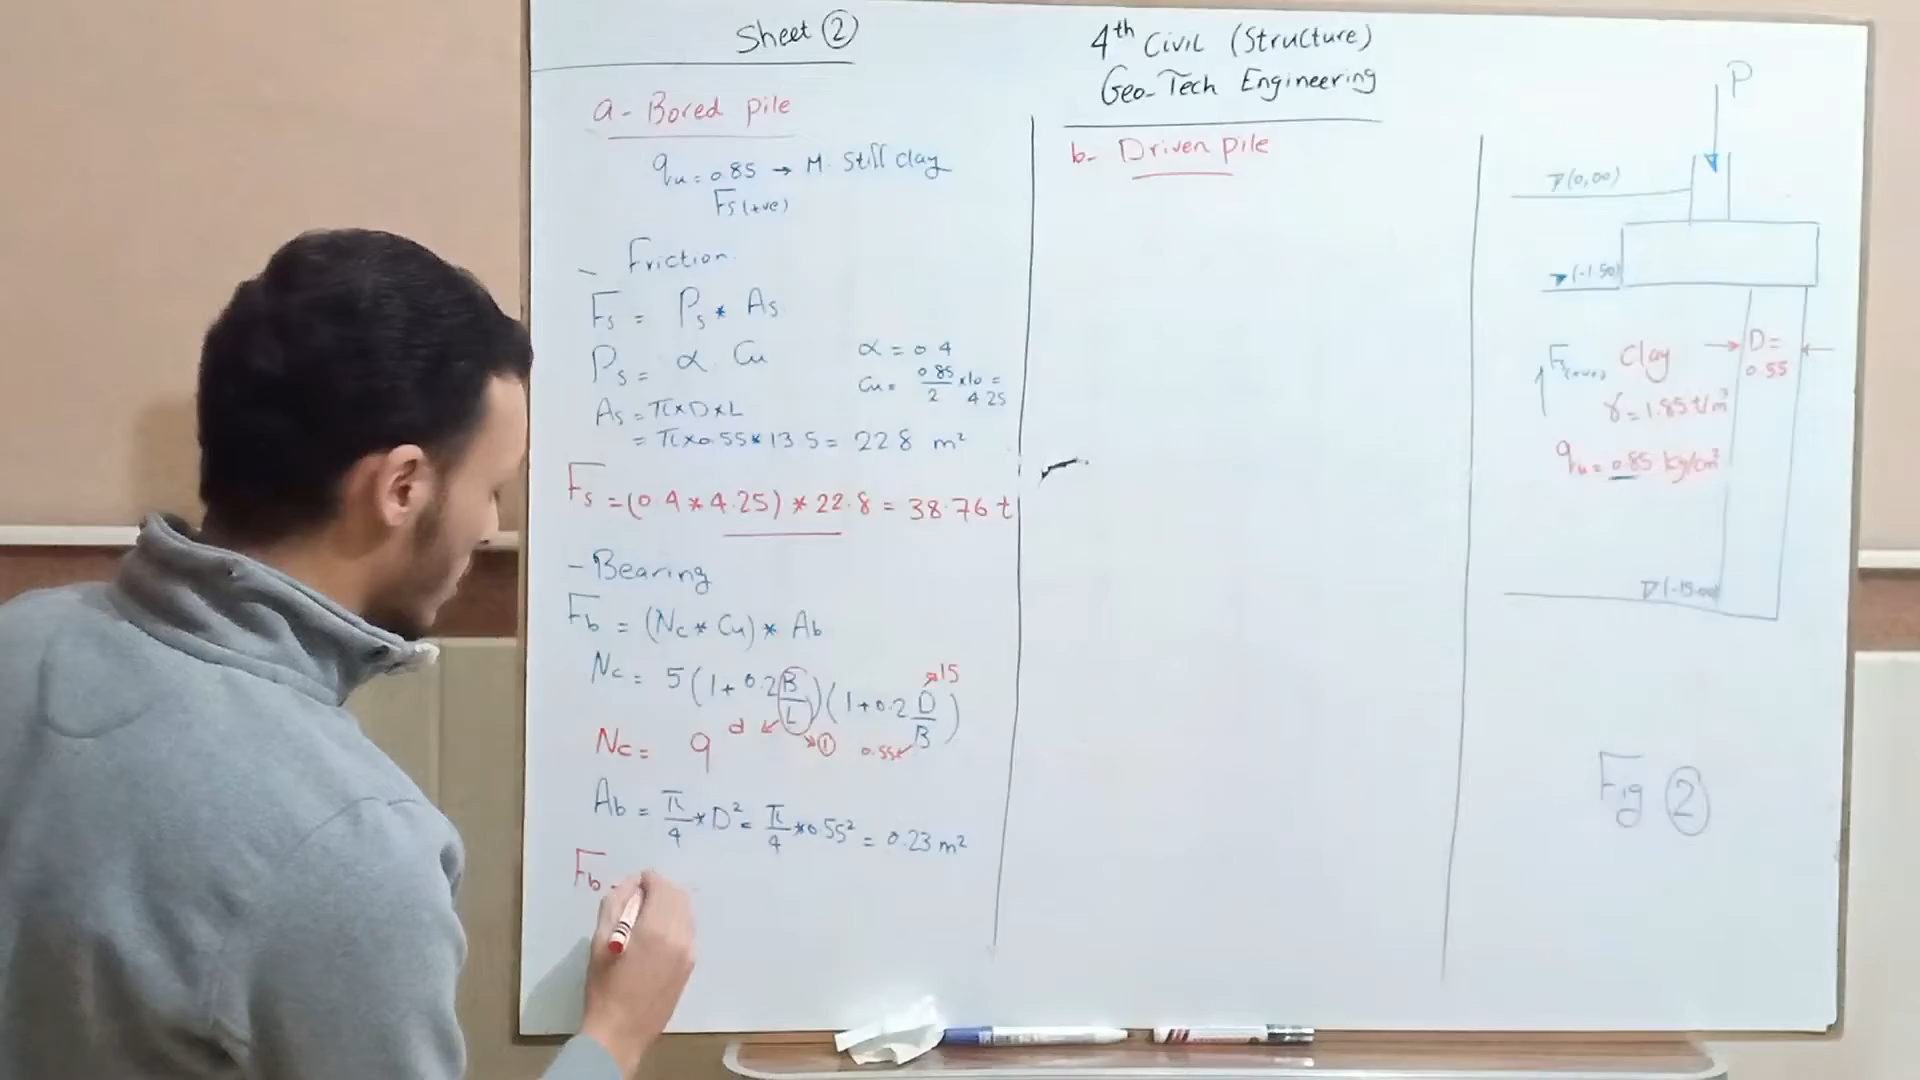 Sheet 2
4th Civil (Structure)
Geo-Tech Engineering
a- Bored pile
qu = 0.85 → M. Stiff clay
Fs (+ve)
- Friction
Fs = Ps * As
Ps = α Cu
α = 0.4
Cu = 0.85/2 x10 = 4.25
As = π x D x L
= π x 0.55 * 13.5 = 22.8 m²
Fs = (0.4 * 4.25) * 22.8 = 38.76 t
- Bearing
Fb = (Nc * Cu) * Ab
Nc = 5 (1 + 0.2 B/L) (1 + 0.2 D/B)
15
d
1
0.55
Nc = 9
Ab = π/4 * D² = π/4 * 0.55² = 0.23 m²
Fb
b- Driven pile
P
(0,00)
(-1.50)
Fs (+ve)
Clay
D = 0.55
γ = 1.85 t/m³
qu = 0.85 kg/cm²
(-15.00)
Fig 2